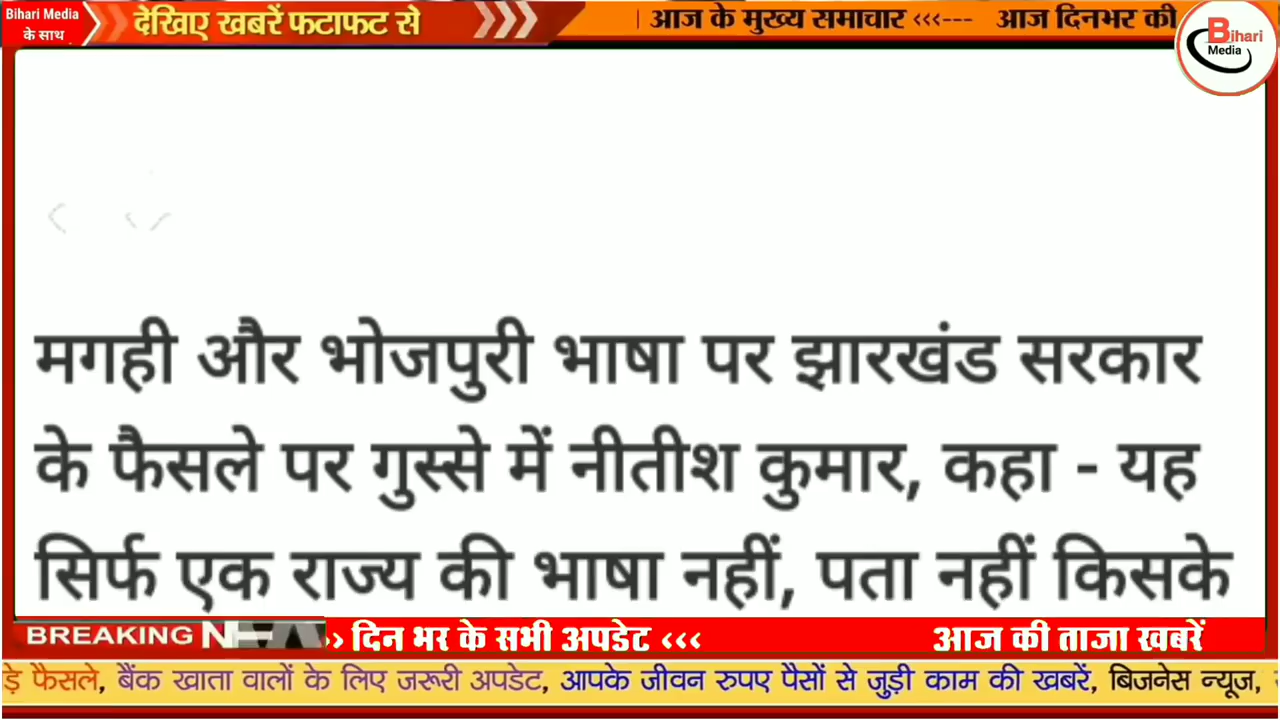 Bihari Media
के साथ
देखिए खबरें फटाफट से
आज के मुख्य समाचार <<<--- आज दिनभर की
Bihari
Media
मगही और भोजपुरी भाषा पर झारखंड सरकार
के फैसले पर गुस्से में नीतीश कुमार, कहा - यह
सिर्फ एक राज्य की भाषा नहीं, पता नहीं किसके
BREAKING
दिन भर के सभी अपडेट <<< आज की ताजा खबरें
फैसले, बैंक खाता वालों के लिए जरूरी अपडेट, आपके जीवन रुपए पैसों से जुड़ी काम की खबरें, बिजनेस न्यूज,